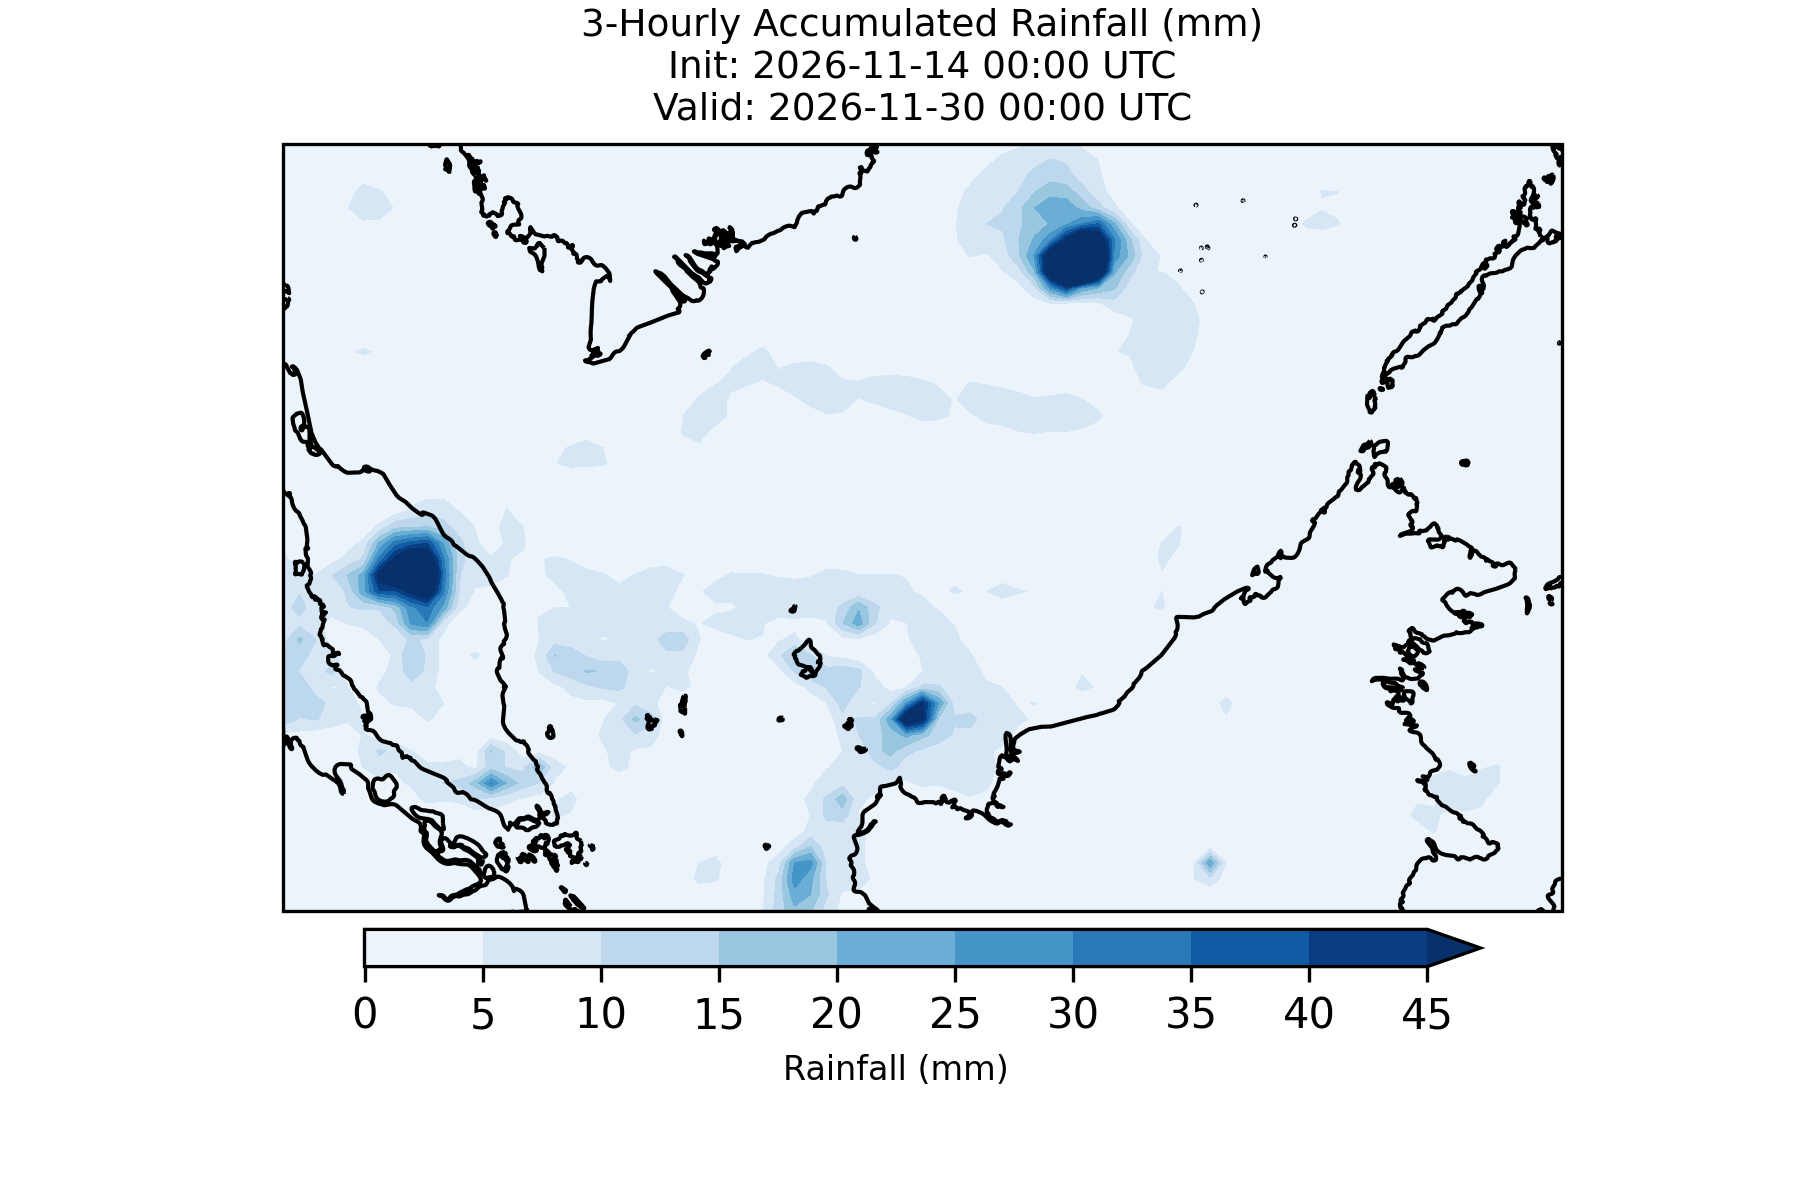 3-Hourly Accumulated Rainfall (mm)
Init: 2026-11-14 00:00 UTC
Valid: 2026-11-30 00:00 UTC
0 5 10 15 20 25 30 35 40 45
Rainfall (mm)